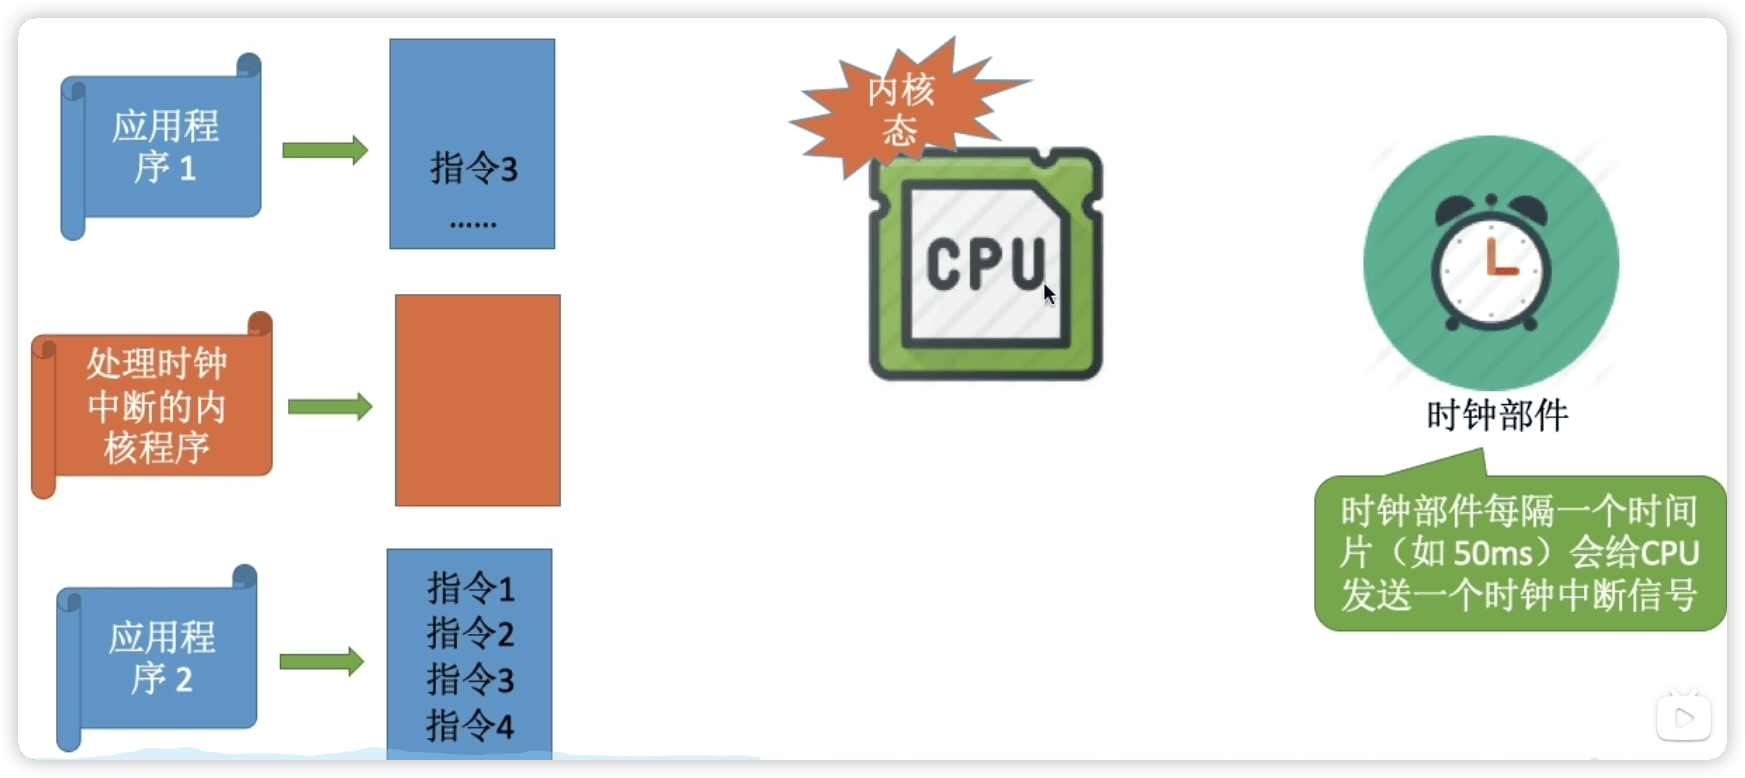 应用程
序 1
指令3
......
内核
态
CPU
处理时钟
中断的内
核程序
时钟部件
时钟部件每隔一个时间
片（如 50ms）会给CPU
发送一个时钟中断信号
应用程
序 2
指令1
指令2
指令3
指令4